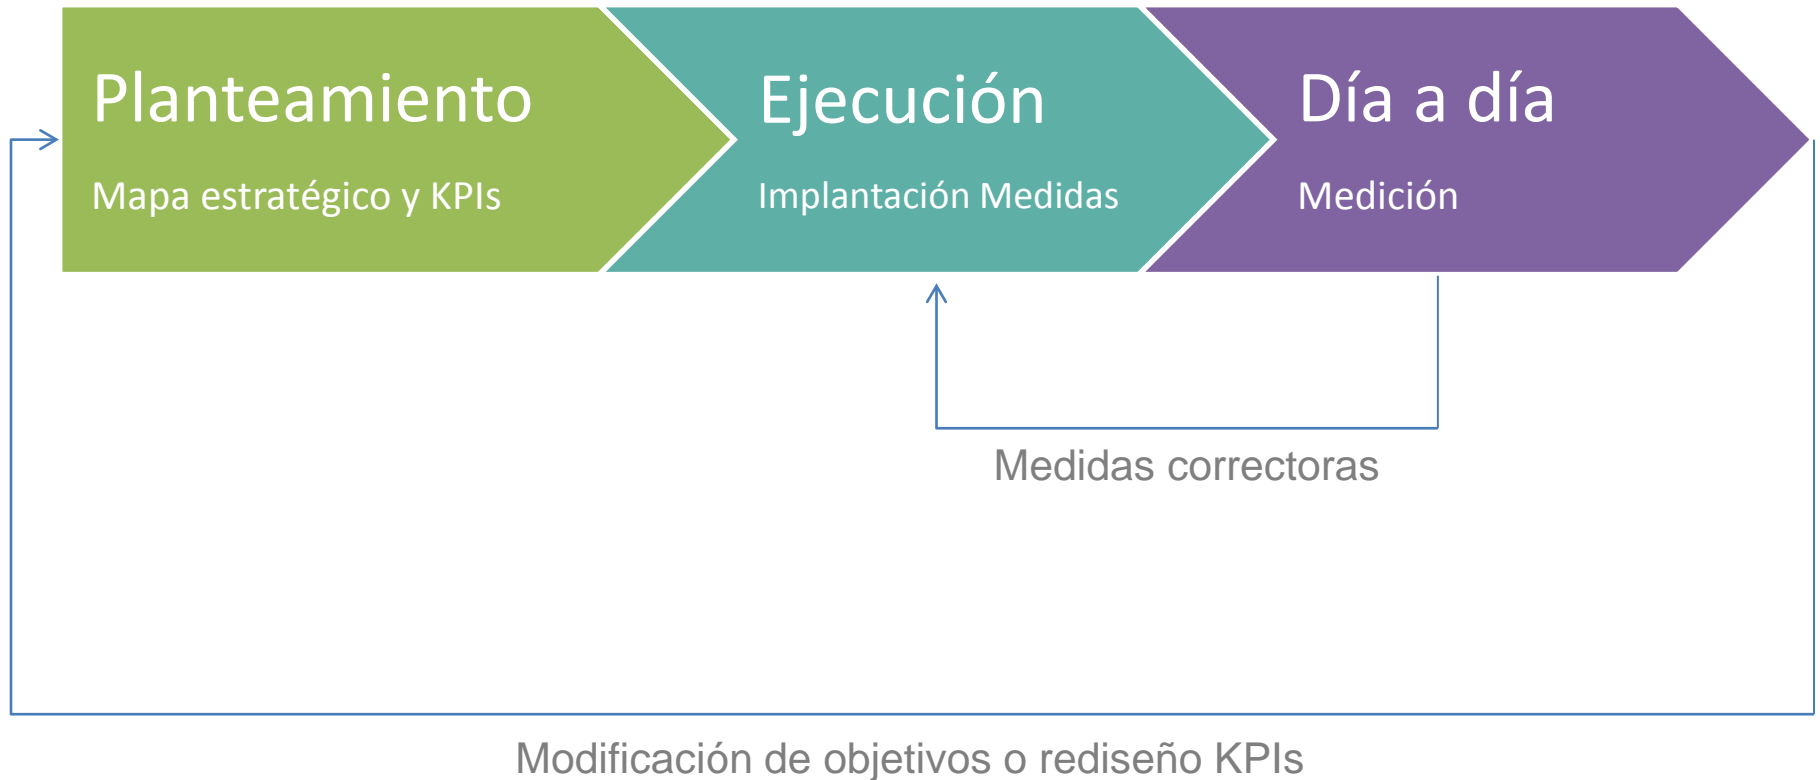 Planteamiento
Mapa estratégico y KPIs
Ejecución
Implantación Medidas
Día a día
Medición
Medidas correctoras
Modificación de objetivos o rediseño KPIs